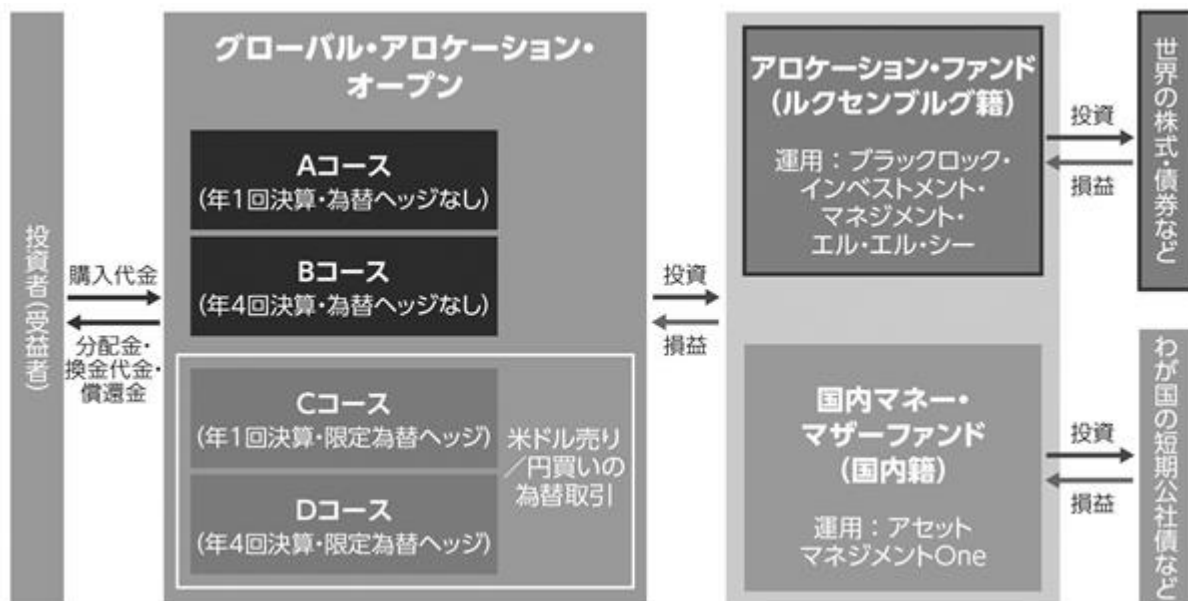 投資者(受益者)
購入代金
分配金・
換金代金・
償還金
グローバル・アロケーション・
オープン
Aコース
(年1回決算・為替ヘッジなし)
Bコース
(年4回決算・為替ヘッジなし)
Cコース
(年1回決算・限定為替ヘッジ)
Dコース
(年4回決算・限定為替ヘッジ)
米ドル売り
／円買いの
為替取引
投資
損益
アロケーション・ファンド
(ルクセンブルグ籍)
運用：ブラックロック・
インベストメント・
マネジメント・
エル・エル・シー
国内マネー・
マザーファンド
(国内籍)
運用：アセット
マネジメントOne
投資
損益
世界の株式・債券など
投資
損益
わが国の短期公社債など